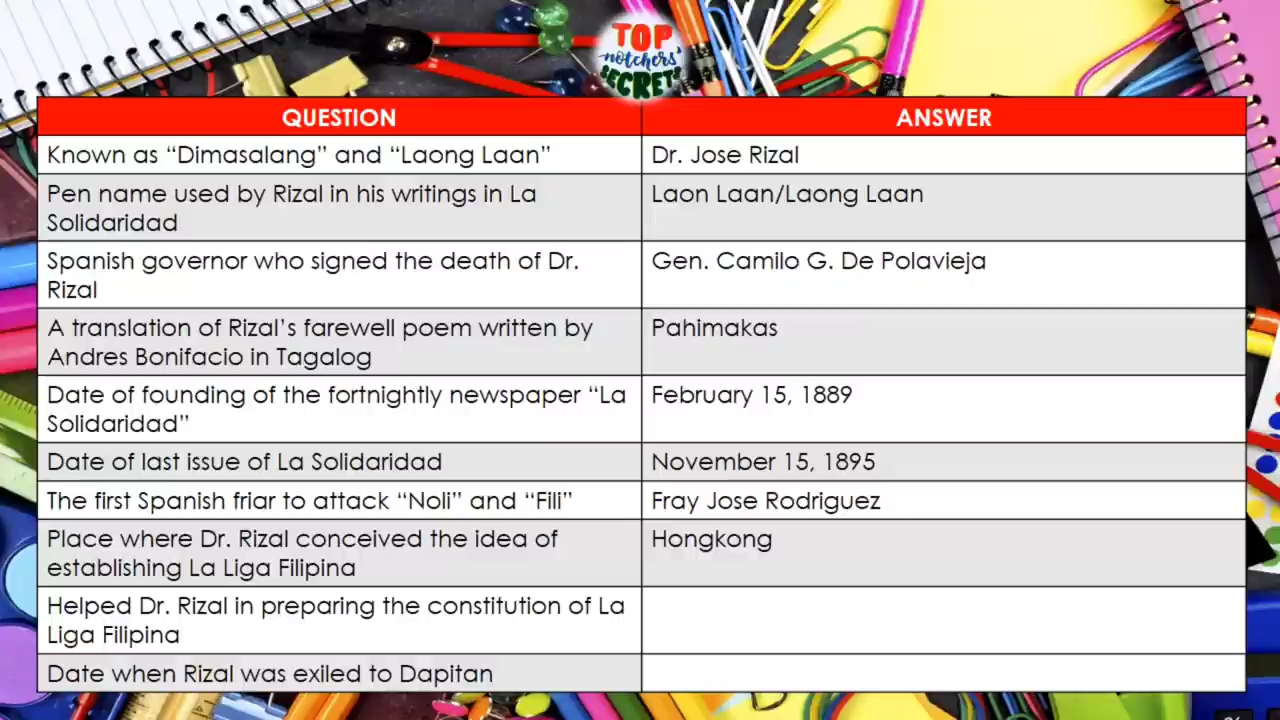 TOP
notchers'
SECRETS
QUESTION
ANSWER
Known as “Dimasalang” and “Laong Laan”
Dr. Jose Rizal
Pen name used by Rizal in his writings in La
Solidaridad
Laon Laan/Laong Laan
Spanish governor who signed the death of Dr.
Rizal
Gen. Camilo G. De Polavieja
A translation of Rizal’s farewell poem written by
Andres Bonifacio in Tagalog
Pahimakas
Date of founding of the fortnightly newspaper “La
Solidaridad”
February 15, 1889
Date of last issue of La Solidaridad
November 15, 1895
The first Spanish friar to attack “Noli” and “Fili”
Fray Jose Rodriguez
Place where Dr. Rizal conceived the idea of
establishing La Liga Filipina
Hongkong
Helped Dr. Rizal in preparing the constitution of La
Liga Filipina
Date when Rizal was exiled to Dapitan